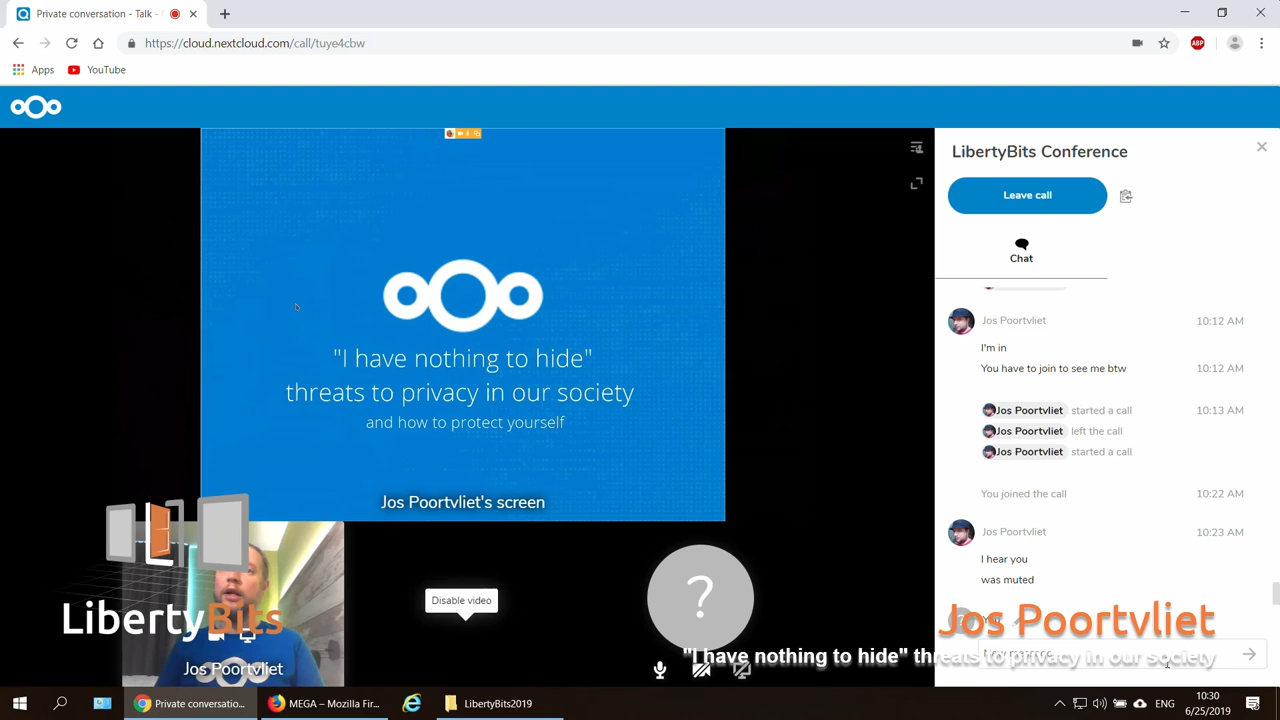 Private conversation - Talk -
https://cloud.nextcloud.com/call/tuye4cbw
ABP
Apps
YouTube
LibertyBits Conference
Leave call
Chat
"I have nothing to hide"
threats to privacy in our society
and how to protect yourself
Jos Poortvliet's screen
Jos Poortvliet
10:12 AM
I'm in
You have to join to see me btw
10:12 AM
Jos Poortvliet started a call
10:13 AM
Jos Poortvliet left the call
Jos Poortvliet started a call
You joined the call
10:22 AM
Jos Poortvliet
10:23 AM
I hear you
was muted
Disable video
?
LibertyBits
Jos Poortvliet
Jos Poortvliet
"I have nothing to hide" threats to privacy in our society
Private conversatio...
MEGA – Mozilla Fir...
LibertyBits2019
ENG
10:30
6/25/2019